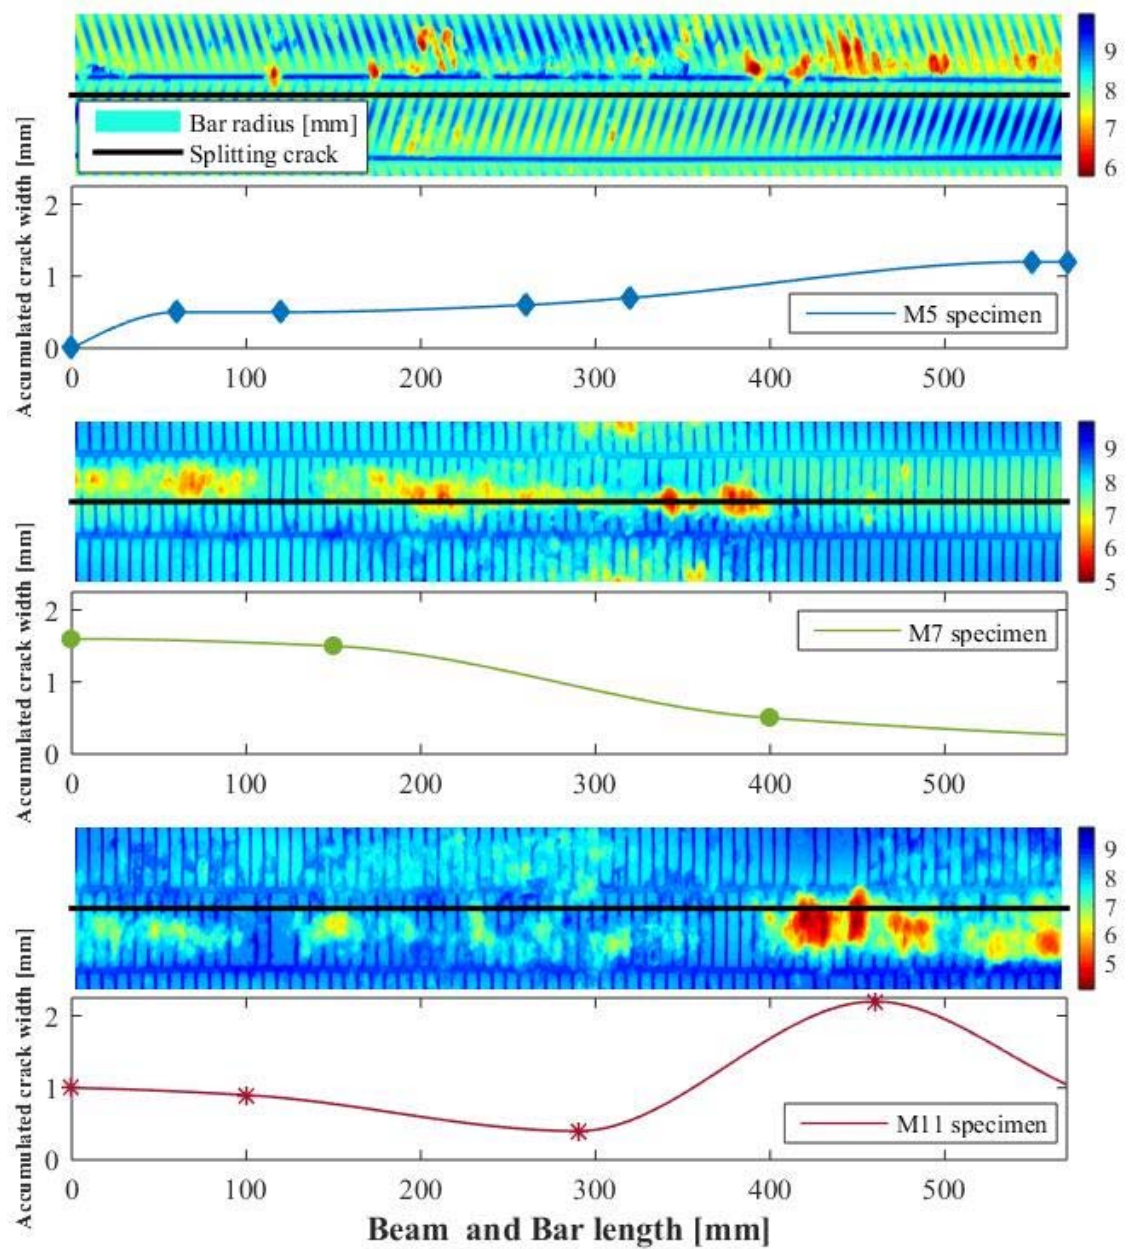 9
8
7
6
Bar radius [mm]
Splitting crack
Accumulated crack width [mm]
2
1
0
M5 specimen
0 100 200 300 400 500
9
8
7
6
5
Accumulated crack width [mm]
2
1
0
M7 specimen
0 100 200 300 400 500
9
8
7
6
5
Accumulated crack width [mm]
2
1
0
M11 specimen
0 100 200 300 400 500
Beam and Bar length [mm]